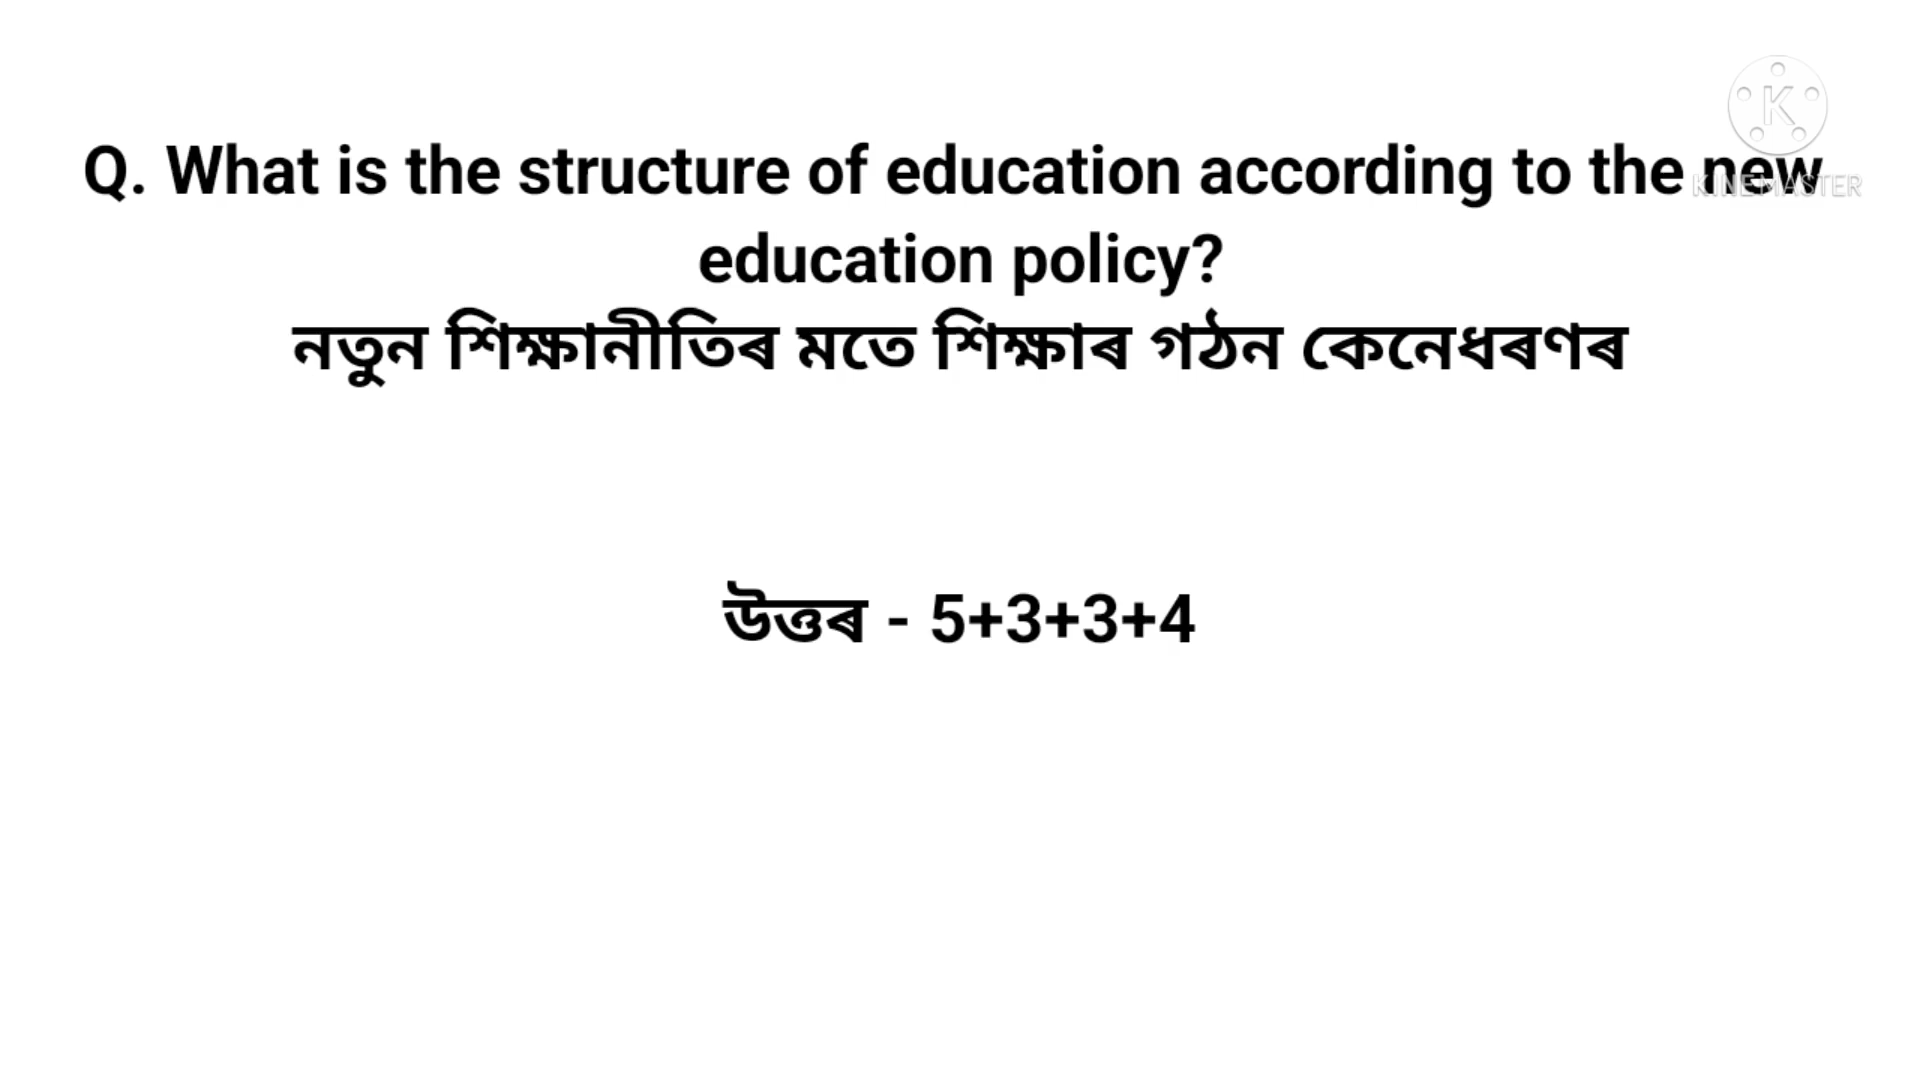 Q. What is the structure of education according to the new
education policy?
নতুন শিক্ষানীতিৰ মতে শিক্ষাৰ গঠন কেনেধৰণৰ
উত্তৰ - 5+3+3+4
K
KINEMASTER